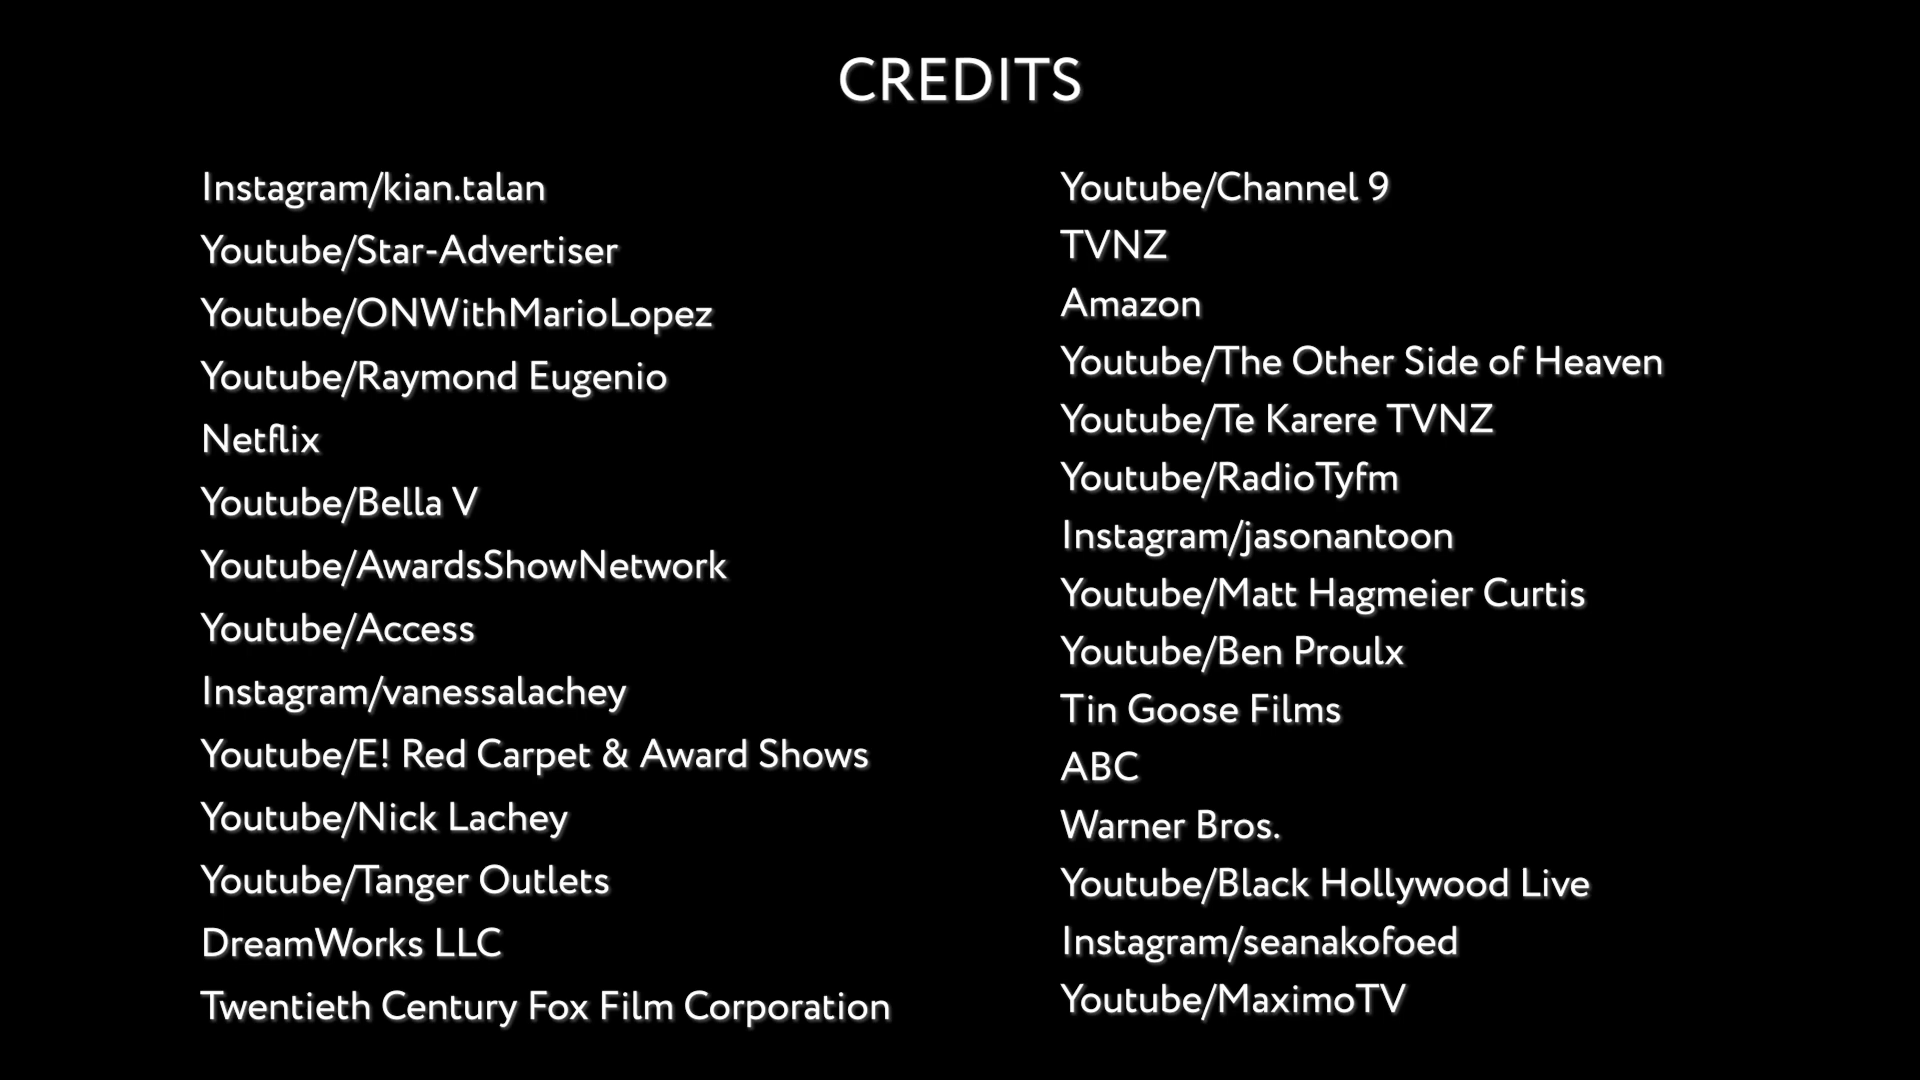 CREDITS
Instagram/kian.talan
Youtube/Star-Advertiser
Youtube/ONWithMarioLopez
Youtube/Raymond Eugenio
Netflix
Youtube/Bella V
Youtube/AwardsShowNetwork
Youtube/Access
Instagram/vanessalachey
Youtube/E! Red Carpet & Award Shows
Youtube/Nick Lachey
Youtube/Tanger Outlets
DreamWorks LLC
Twentieth Century Fox Film Corporation
Youtube/Channel 9
TVNZ
Amazon
Youtube/The Other Side of Heaven
Youtube/Te Karere TVNZ
Youtube/RadioTyfm
Instagram/jasonantoon
Youtube/Matt Hagmeier Curtis
Youtube/Ben Proulx
Tin Goose Films
ABC
Warner Bros.
Youtube/Black Hollywood Live
Instagram/seanakofoed
Youtube/MaximoTV